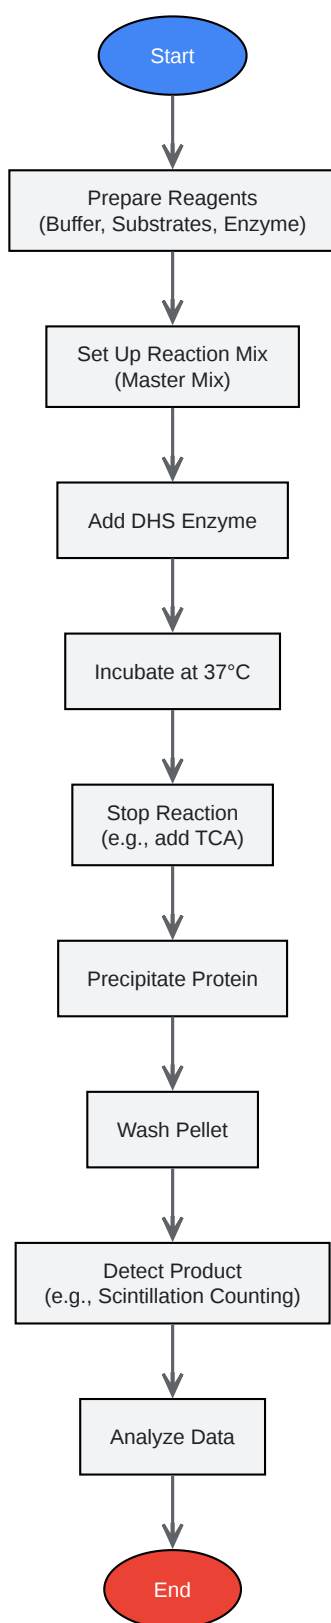 Start
Prepare Reagents
(Buffer, Substrates, Enzyme)
Set Up Reaction Mix
(Master Mix)
Add DHS Enzyme
Incubate at 37°C
Stop Reaction
(e.g., add TCA)
Precipitate Protein
Wash Pellet
Detect Product
(e.g., Scintillation Counting)
Analyze Data
End